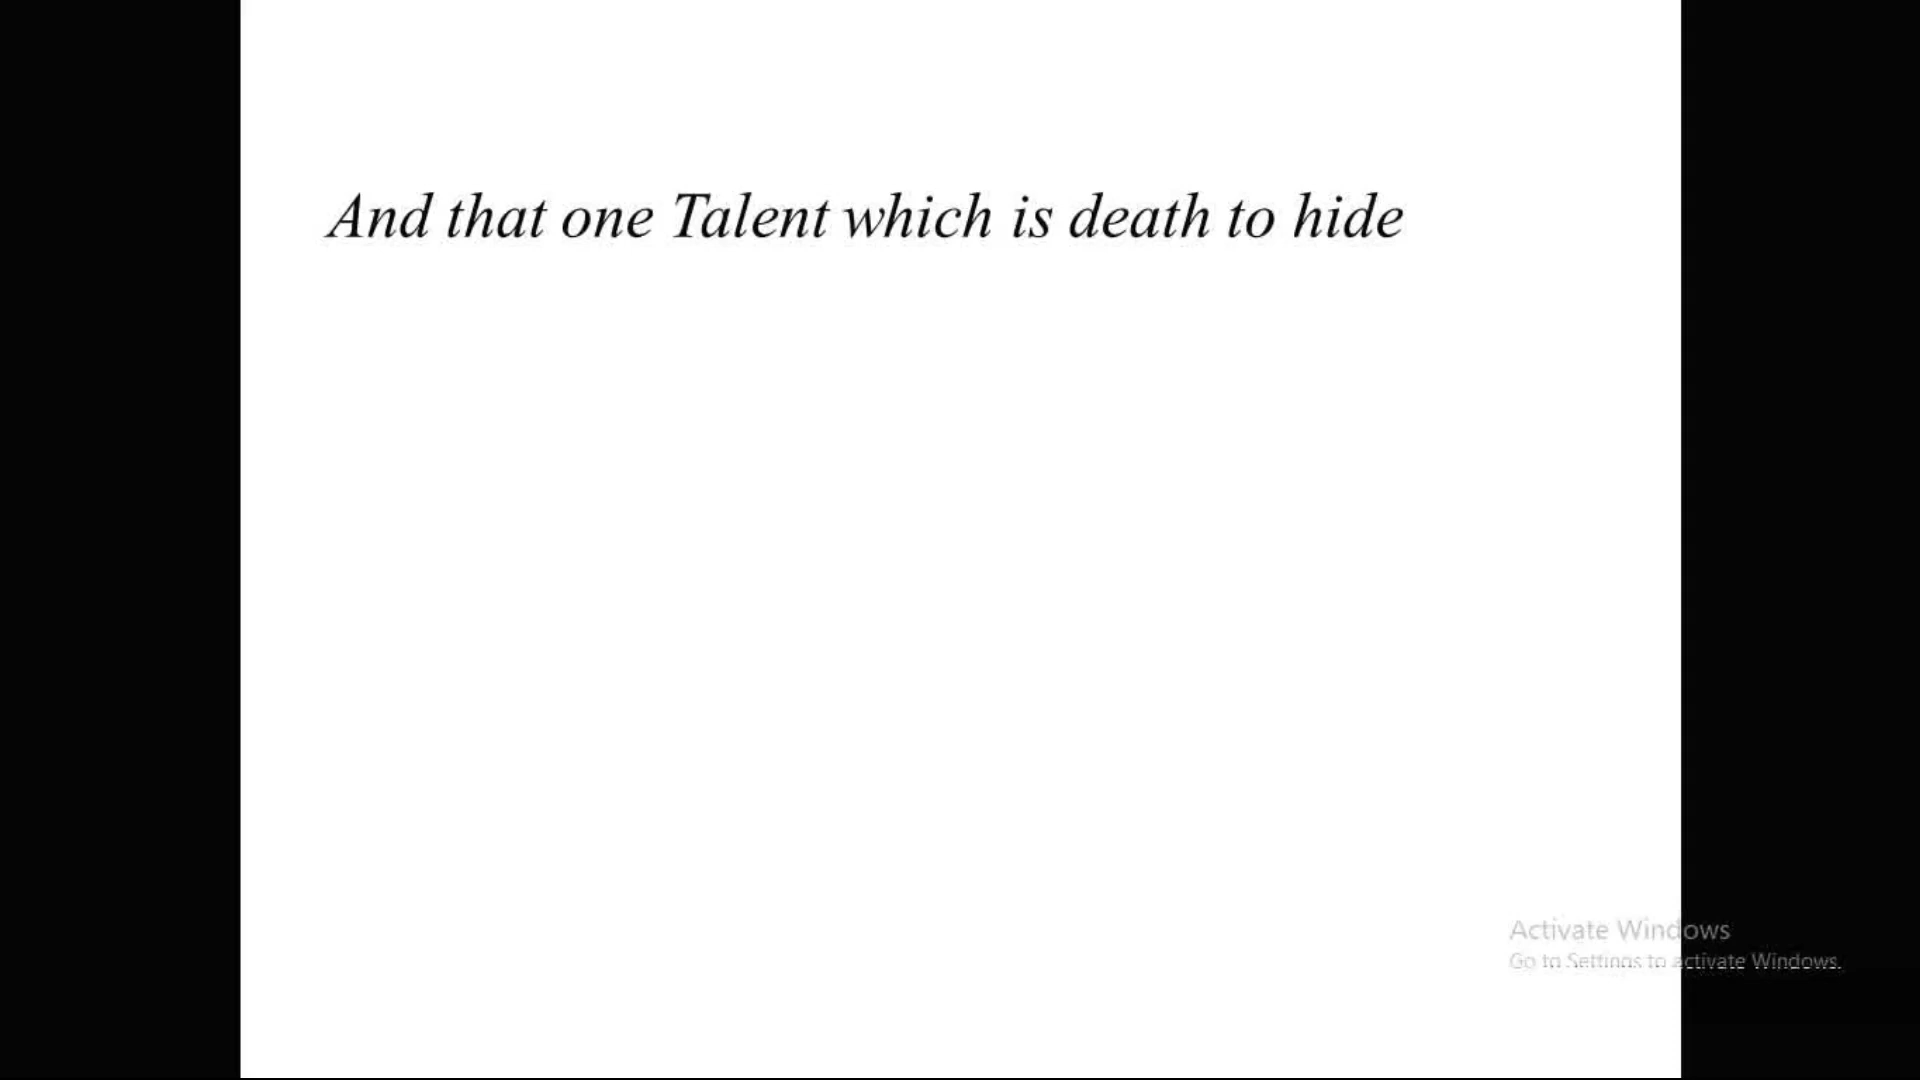 And that one Talent which is death to hide
Activate Windows
Go to Settings to activate Windows.